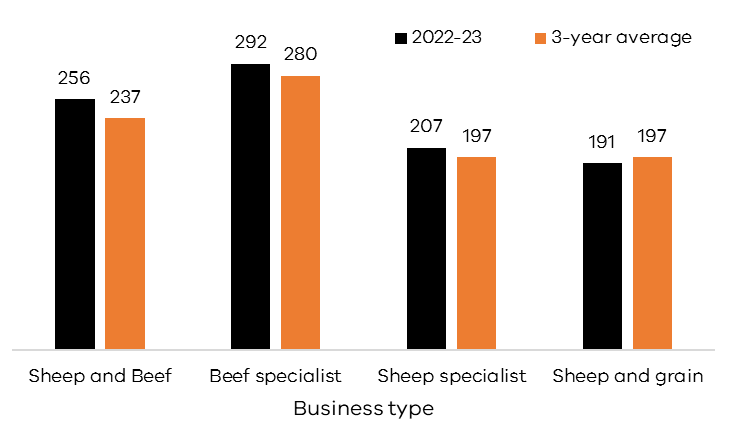 2022-23 3-year average
256 237 292 280 207 197 191 197
Sheep and Beef Beef specialist Sheep specialist Sheep and grain
Business type